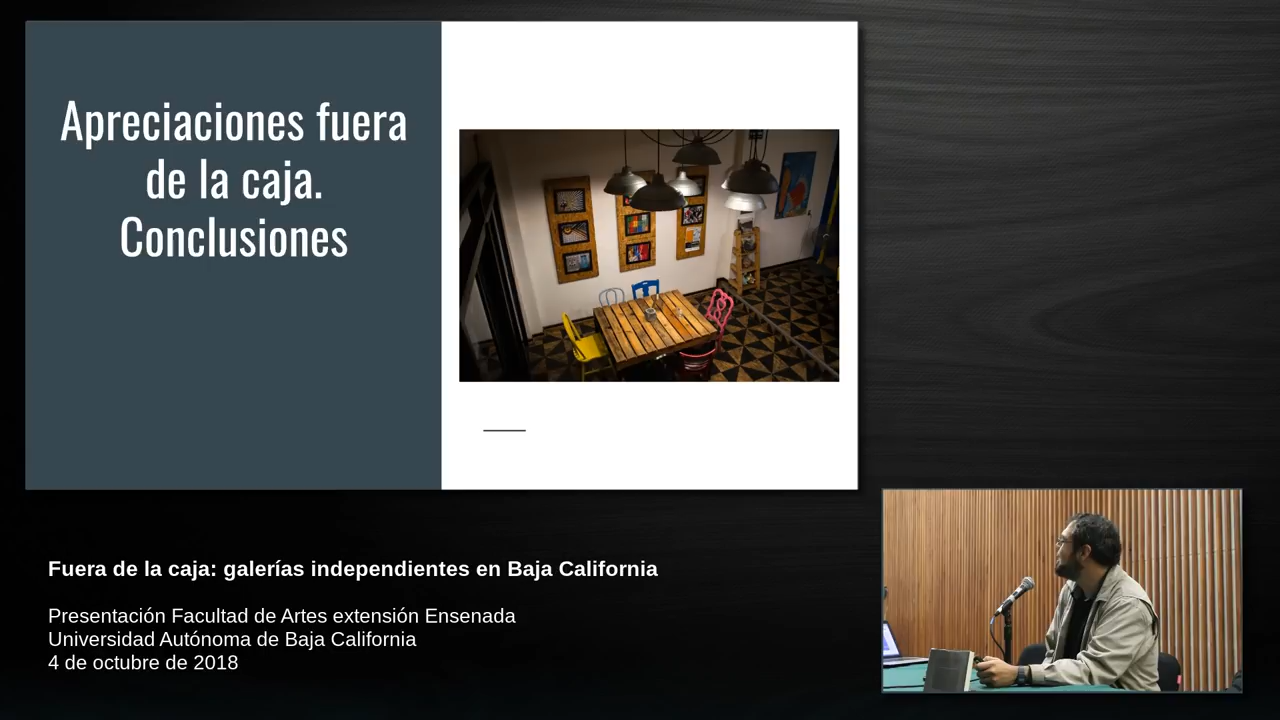 Apreciaciones fuera
de la caja.
Conclusiones
Fuera de la caja: galerías independientes en Baja California
Presentación Facultad de Artes extensión Ensenada
Universidad Autónoma de Baja California
4 de octubre de 2018